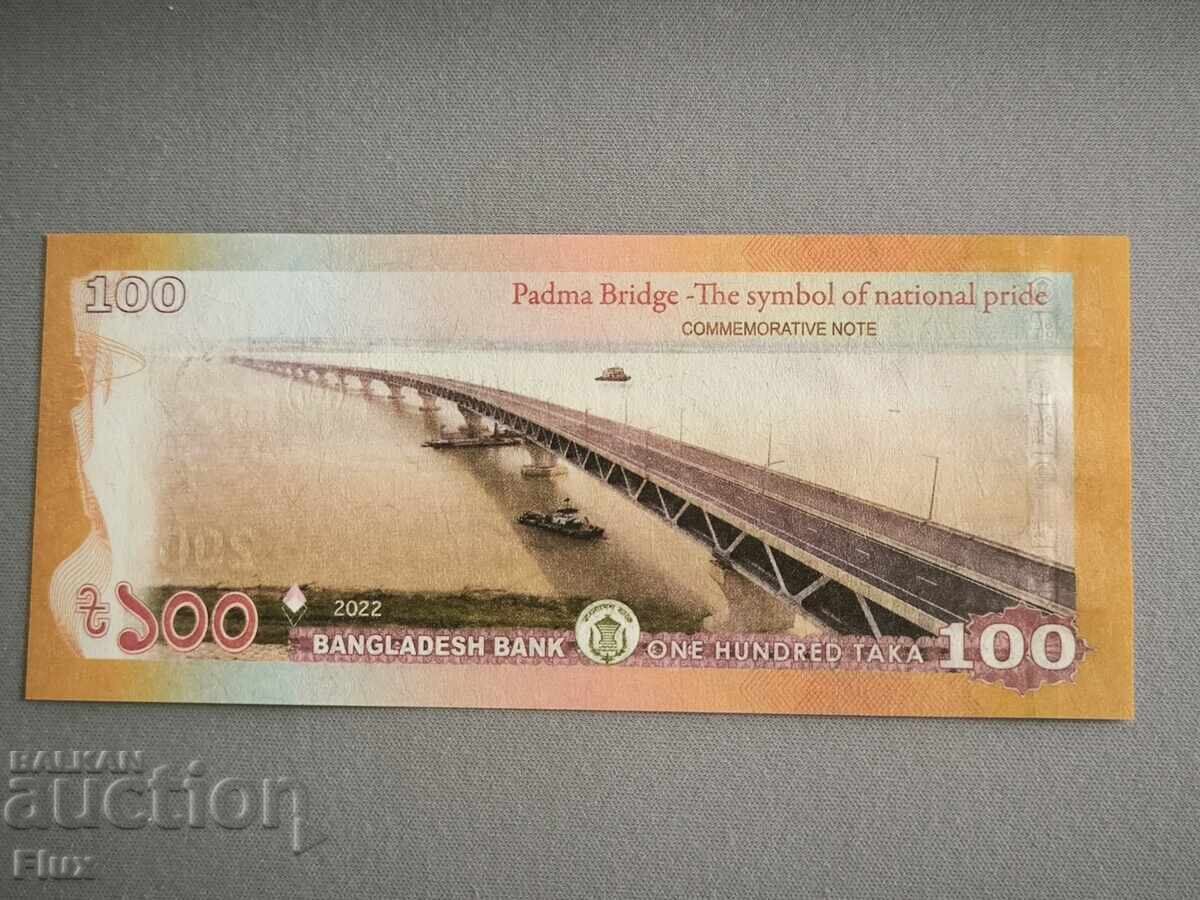 100
Padma Bridge -The symbol of national pride
COMMEMORATIVE NOTE
৳১০০
2022
BANGLADESH BANK
ONE HUNDRED TAKA
100
BALKAN
auction
Flux